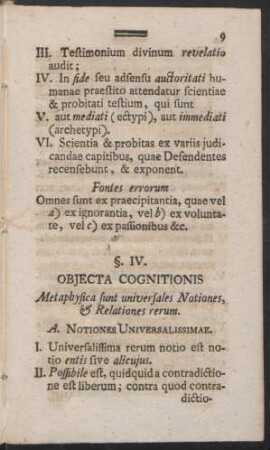 9
III. Teſtimonium divinum revelatio
audit;
IV. In fide ſeu adſenſu auctoritati hu-
manae praeſtito attendatur ſcientiae
& probitati teſtium, qui ſunt
V. aut mediati (ectypi), aut immediati
(archetypi).
VI. Scientia & probitas ex variis judi-
candae capitibus, quae Defendentes
recenſebunt, & exponent.
Fontes errorum
Omnes ſunt ex praecipitantia, quae vel
a) ex ignorantia, vel b) ex volunta-
te, vel c) ex paſſionibus &c.
§. IV.
OBJECTA COGNITIONIS
Metaphyſica ſunt univerſales Notiones,
& Relationes rerum.
A. NOTIONES UNIVERSALISSIMAE.
I. Univerſaliſſima rerum notio eſt no-
tio entis ſive alicujus.
II. Poſſibile eſt, quidquid a contradictio-
ne eſt liberum; contra quod contra-
dictio-